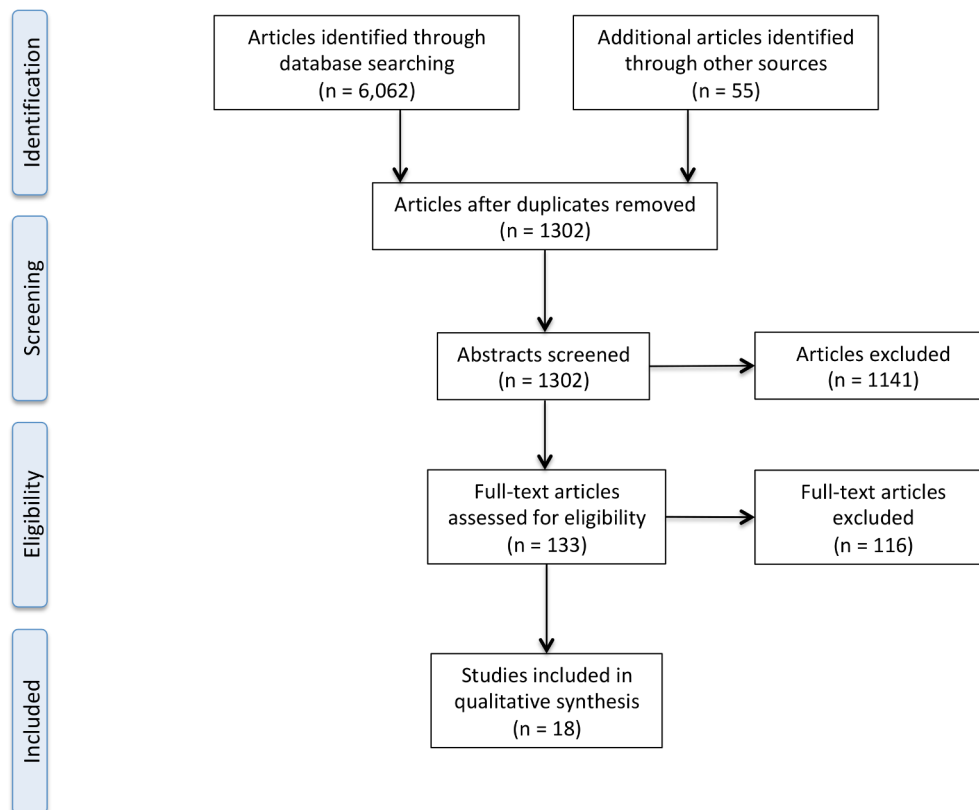 Identification
Articles identified through
database searching
(n = 6,062)
Additional articles identified
through other sources
(n = 55)
Articles after duplicates removed
(n = 1302)
Screening
Abstracts screened
(n = 1302)
Articles excluded
(n = 1141)
Eligibility
Full-text articles
assessed for eligibility
(n = 133)
Full-text articles
excluded
(n = 116)
Included
Studies included in
qualitative synthesis
(n = 18)